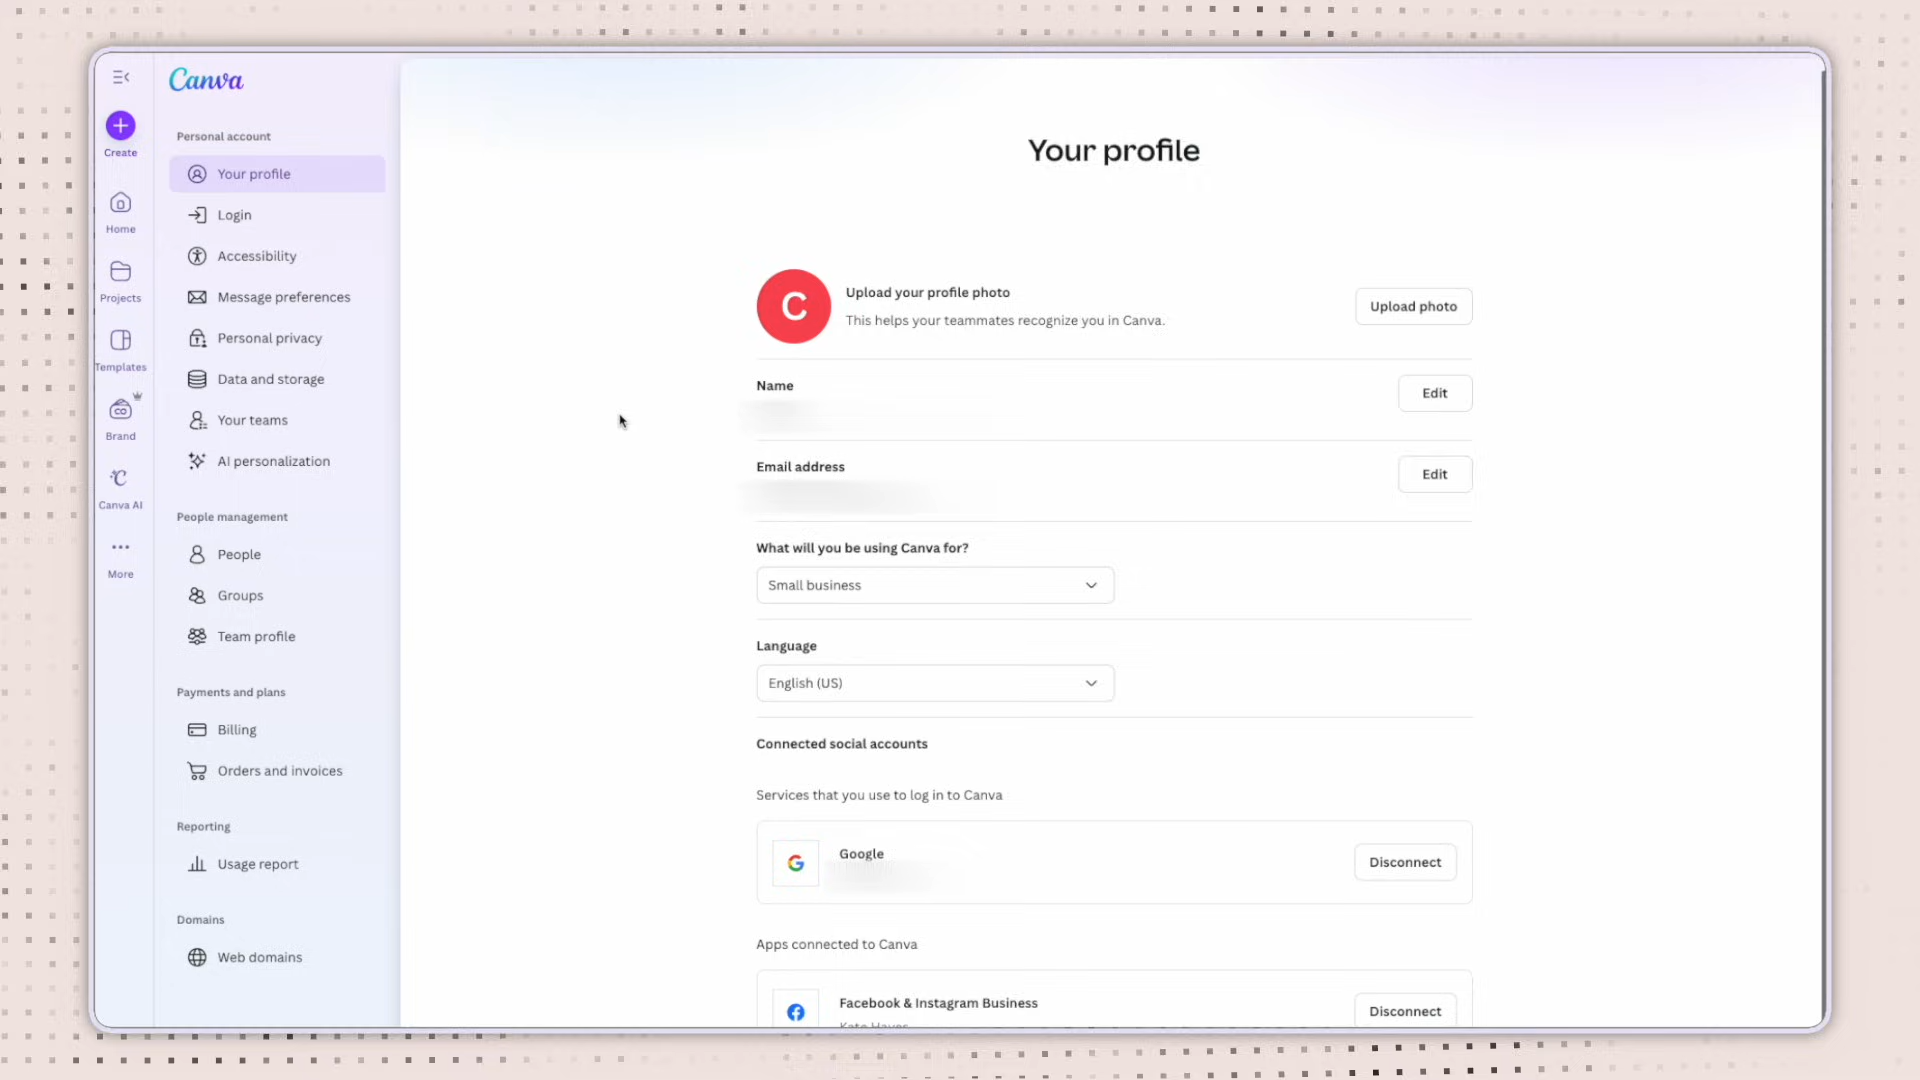 Canva
Create
Home
Projects
Templates
Brand
Canva AI
More
Personal account
Your profile
Login
Accessibility
Message preferences
Personal privacy
Data and storage
Your teams
AI personalization
People management
People
Groups
Team profile
Payments and plans
Billing
Orders and invoices
Reporting
Usage report
Domains
Web domains
Your profile
C
Upload your profile photo
This helps your teammates recognize you in Canva.
Upload photo
Name
Edit
Email address
Edit
What will you be using Canva for?
Small business
Language
English (US)
Connected social accounts
Services that you use to log in to Canva
Google
Disconnect
Apps connected to Canva
Facebook & Instagram Business
Disconnect